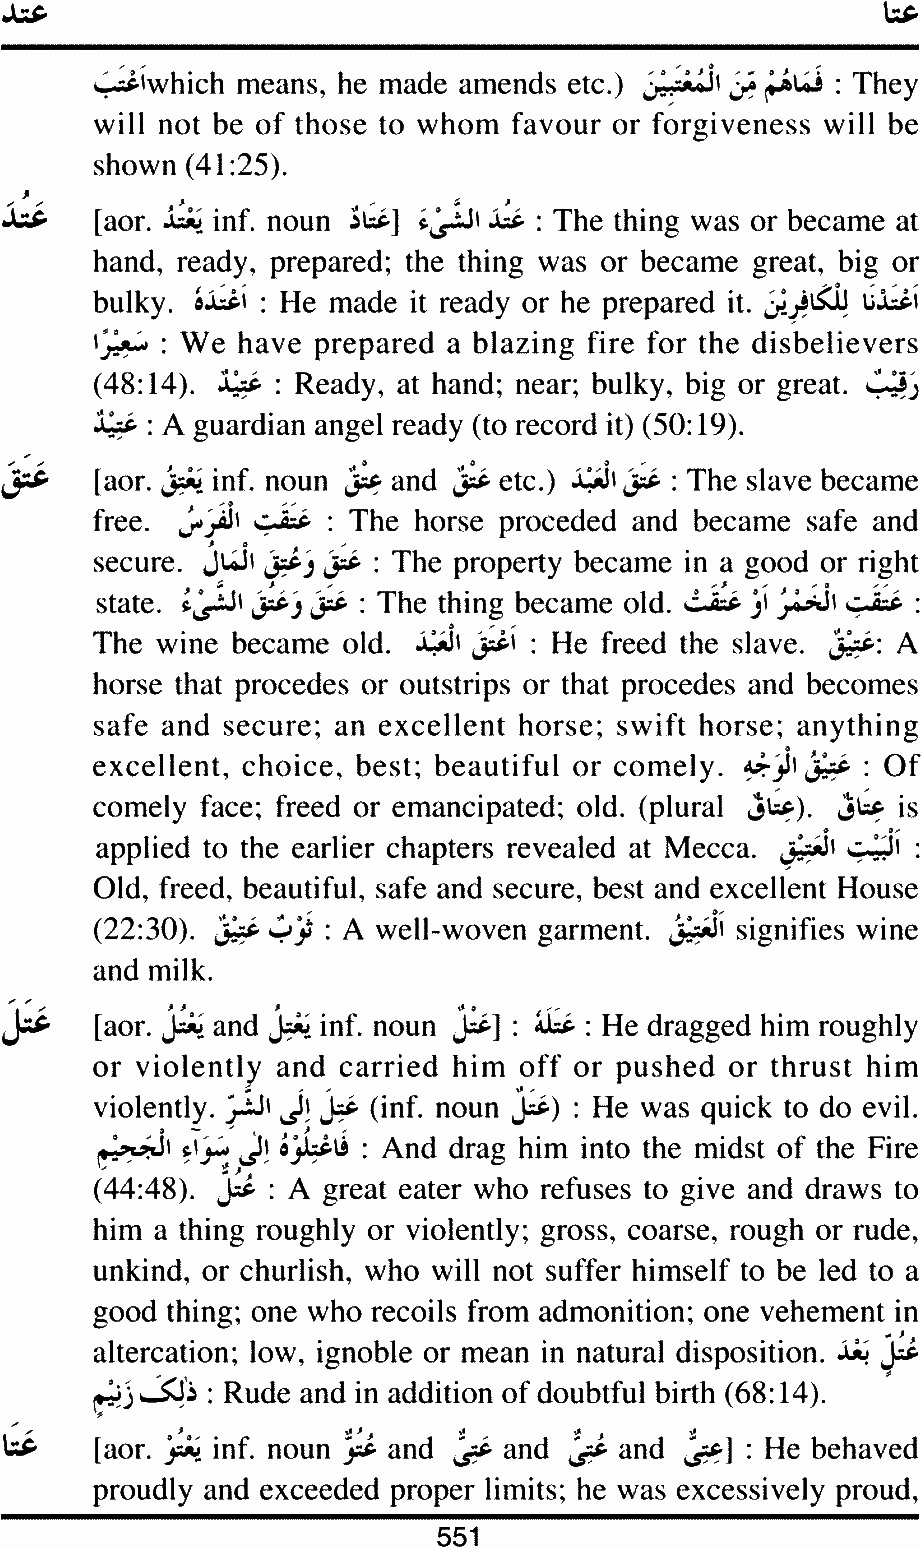 عتد عتا
اَعْتَبَ which means, he made amends etc.) فَمَاهُمْ مِّنَ الْمُعْتَبِيْنَ : They
will not be of those to whom favour or forgiveness will be
shown (41:25).
عَتُدَ [aor. يَعْتُدُ inf. noun عَتَادٌ] عَتُدَ الشَّىْءُ : The thing was or became at
hand, ready, prepared; the thing was or became great, big or
bulky. اَعْتَدَهُ : He made it ready or he prepared it. اَعْتَدْنَا لِلْكَافِرِيْنَ
سَعِيْرًا : We have prepared a blazing fire for the disbelievers
(48:14). عَتِيْدٌ : Ready, at hand; near; bulky, big or great. رَقِيْبٌ
عَتِيْدٌ : A guardian angel ready (to record it) (50:19).
عَتَقَ [aor. يَعْتِقُ inf. noun عِتْقٌ and عَتْقٌ etc.) عَتَقَ الْعَبْدَ : The slave became
free. عَتَقَتِ الْفَرَسُ : The horse proceded and became safe and
secure. عَتَقَ وَعُتِقَ الْمَالُ : The property became in a good or right
state. عَتَقَ وَعَتُقَ الشَّىْءُ : The thing became old. عَتَقَتِ الْخَمْرُ اَوْ عَتُقَتْ :
The wine became old. اَعْتَقَ الْعَبْدَ : He freed the slave. عَتِيْقٌ: A
horse that procedes or outstrips or that procedes and becomes
safe and secure; an excellent horse; swift horse; anything
excellent, choice, best; beautiful or comely. عَتِيْقُ الْوَجْهِ : Of
comely face; freed or emancipated; old. (plural عِتَاقٌ). عِتَاقٌ is
applied to the earlier chapters revealed at Mecca. اَلْبَيْتِ الْعَتِيْقِ :
Old, freed, beautiful, safe and secure, best and excellent House
(22:30). ثَوْبٌ عَتِيْقٌ : A well-woven garment. اَلْعَتِيْقُ signifies wine
and milk.
عَتَلَ [aor. يَعْتُلُ and يَعْتِلُ inf. noun عَتْلٌ] : عَتَلَهُ : He dragged him roughly
or violently and carried him off or pushed or thrust him
violently. عَتِلَ اِلَى الشَّرِّ (inf. noun عَتَلٌ) : He was quick to do evil.
فَاعْتِلُوْهُ اِلٰى سَوَآءِ الْجَحِيْمِ : And drag him into the midst of the Fire
(44:48). عُتُلٌّ : A great eater who refuses to give and draws to
him a thing roughly or violently; gross, coarse, rough or rude,
unkind, or churlish, who will not suffer himself to be led to a
good thing; one who recoils from admonition; one vehement in
altercation; low, ignoble or mean in natural disposition. عُتُلٍّ بَعْدَ
ذٰلِكَ زَنِيْمٍ : Rude and in addition of doubtful birth (68:14).
عَتَا [aor. يَعْتُوْ inf. noun عُتُوٌّ and عَتِىٌّ and عُتِىٌّ and عِتِىٌّ] : He behaved
proudly and exceeded proper limits; he was excessively proud,
551